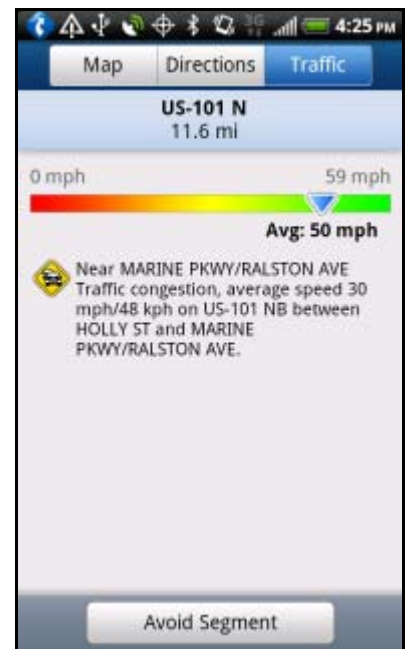 3G 4:25 PM
Map Directions Traffic
US-101 N
11.6 mi
0 mph 59 mph
Avg: 50 mph
Near MARINE PKWY/RALSTON AVE
Traffic congestion, average speed 30
mph/48 kph on US-101 NB between
HOLLY ST and MARINE
PKWY/RALSTON AVE.
Avoid Segment